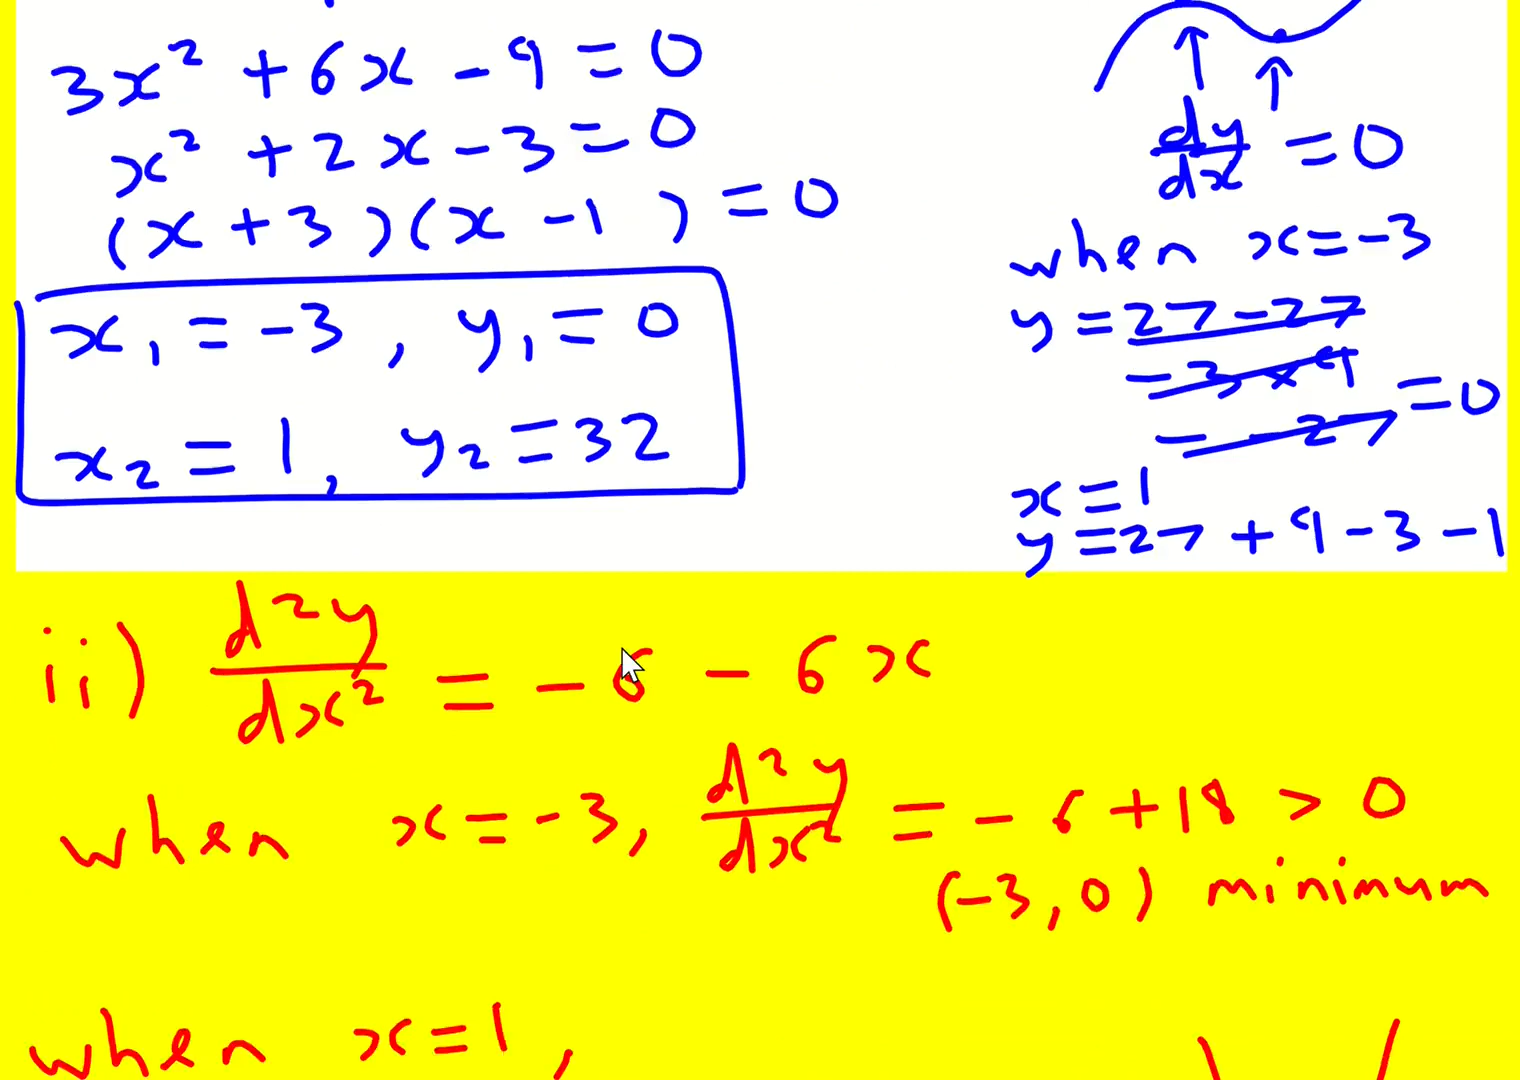 3x² + 6x - 9 = 0
x² + 2x - 3 = 0
(x + 3)(x - 1) = 0
x₁ = -3, y₁ = 0
x₂ = 1, y₂ = 32
dy/dx = 0
when x = -3
y = 27 - 27
- 3 × 9
- - 27 = 0
x = 1
y = 27 + 9 - 3 - 1
ii) d²y/dx² = - 6 - 6x
when x = -3, d²y/dx² = - 6 + 18 > 0
(-3, 0) minimum
when x = 1,